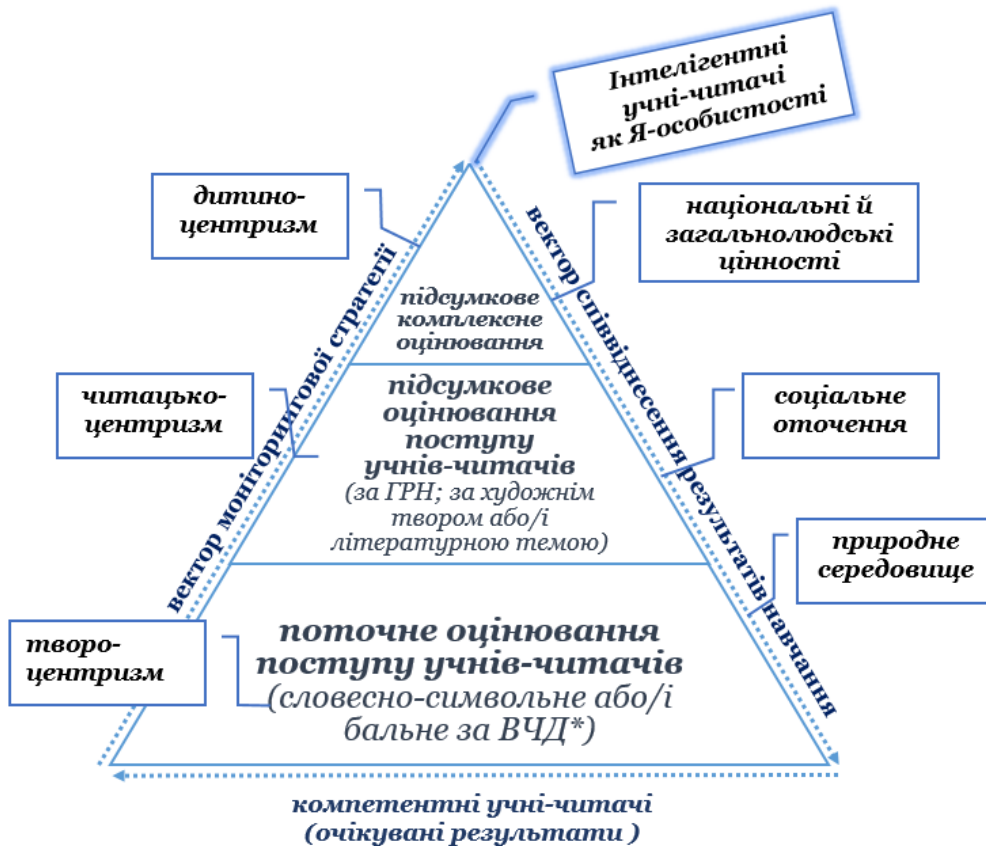 Інтелігентні
учні-читачі
як Я-особистості
дитино-
центризм
національні й
загальнолюдські
цінності
вектор моніторингової стратегії
вектор співвіднесення результатів навчання
підсумкове
комплексне
оцінювання
читацько-
центризм
підсумкове
оцінювання
поступу
учнів-читачів
(за ГРН; за художнім
твором або/і
літературною темою)
соціальне
оточення
природне
середовище
творо-
центризм
поточне оцінювання
поступу учнів-читачів
(словесно-символьне або/і
бальне за ВЧД*)
компетентні учні-читачі
(очікувані результати )